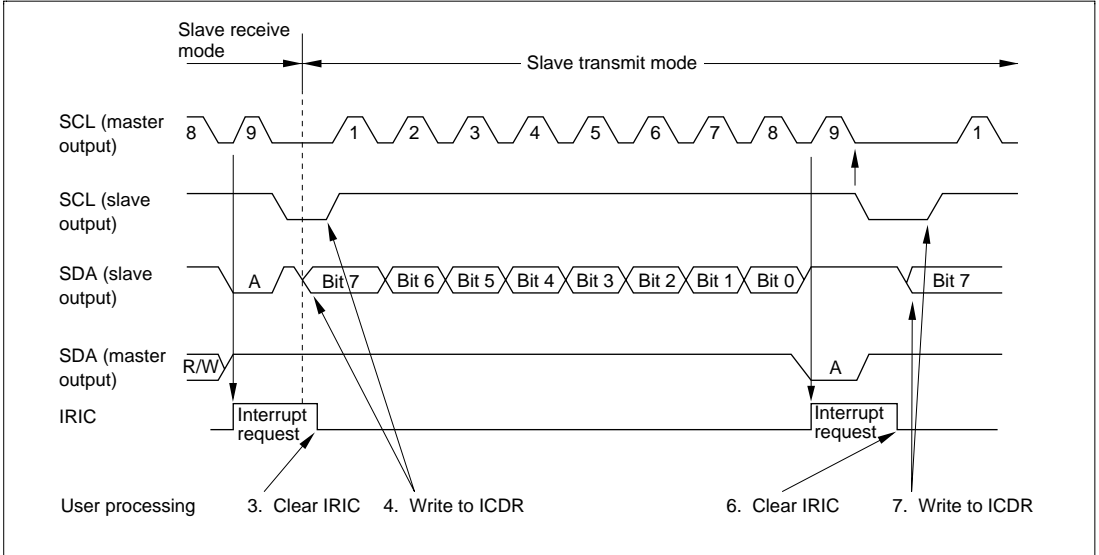 Slave receive
mode
Slave transmit mode
SCL (master
output)
8 9 1 2 3 4 5 6 7 8 9 1
SCL (slave
output)
SDA (slave
output)
A Bit 7 Bit 6 Bit 5 Bit 4 Bit 3 Bit 2 Bit 1 Bit 0 Bit 7
SDA (master
output)
R/W A
IRIC
Interrupt
request
Interrupt
request
User processing 3. Clear IRIC 4. Write to ICDR 6. Clear IRIC 7. Write to ICDR